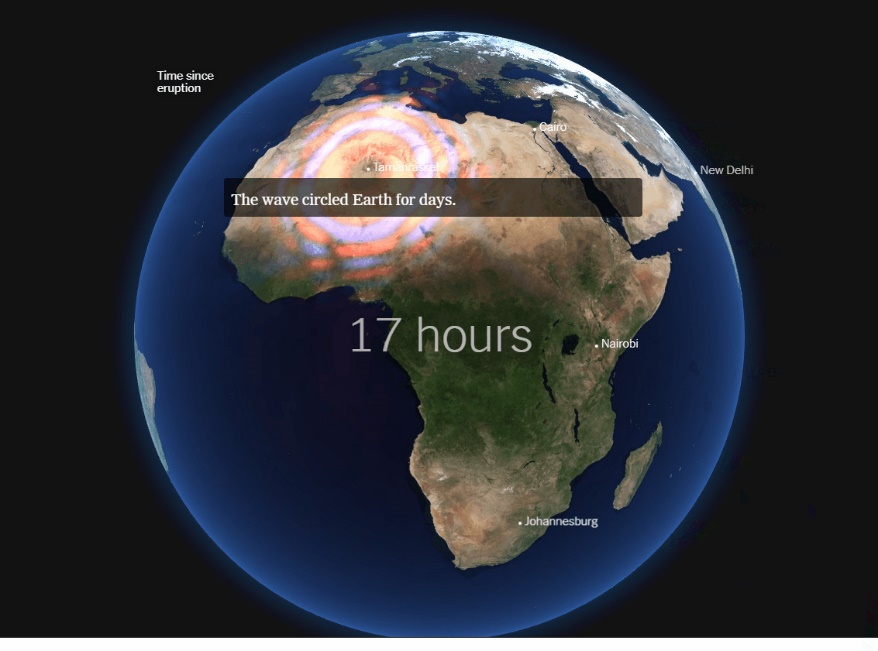 Time since
eruption
Cairo
Tamanrasset
New Delhi
The wave circled Earth for days.
17 hours
Nairobi
Johannesburg